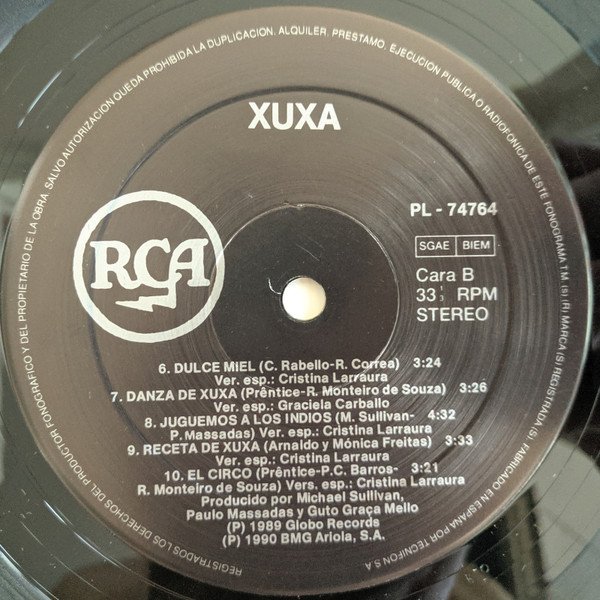 REGISTRADOS LOS DERECHOS DEL PRODUCTOR FONOGRAFICO Y DEL PROPIETARIO DE LA OBRA. SALVO AUTORIZACION QUEDA PROHIBIDA LA DUPLICACION. ALQUILER. PRESTAMO. EJECUCION PUBLICA O RADIOFONICA DE ESTE FONOGRAMA T.M. (s) (R) MARCA (S) REGISTRADA (S). FABRICADO EN ESPAÑA POR TECNIFON S.A
XUXA
RCA
PL - 74764
SGAE BIEM
Cara B
33 1/3 RPM
STEREO
6. DULCE MIEL (C. Rabello-R. Correa) 3:24
Ver. esp.: Cristina Larraura
7. DANZA DE XUXA (Prêntice-R. Monteiro de Souza) 3:26
Ver. esp.: Graciela Carballo
8. JUGUEMOS A LOS INDIOS (M. Sullivan- 4:32
P. Massadas) Ver. esp.: Cristina Larraura
9. RECETA DE XUXA (Arnaldo y Mónica Freitas) 3:33
Ver. esp.: Cristina Larraura
10. EL CIRCO (Préntice-P.C. Barros- 3:21
R. Monteiro de Souza) Vers. esp.: Cristina Larraura
Producido por Michael Sullivan,
Paulo Massadas y Guto Graça Mello
(P) 1989 Globo Records
(P) 1990 BMG Ariola, S.A.